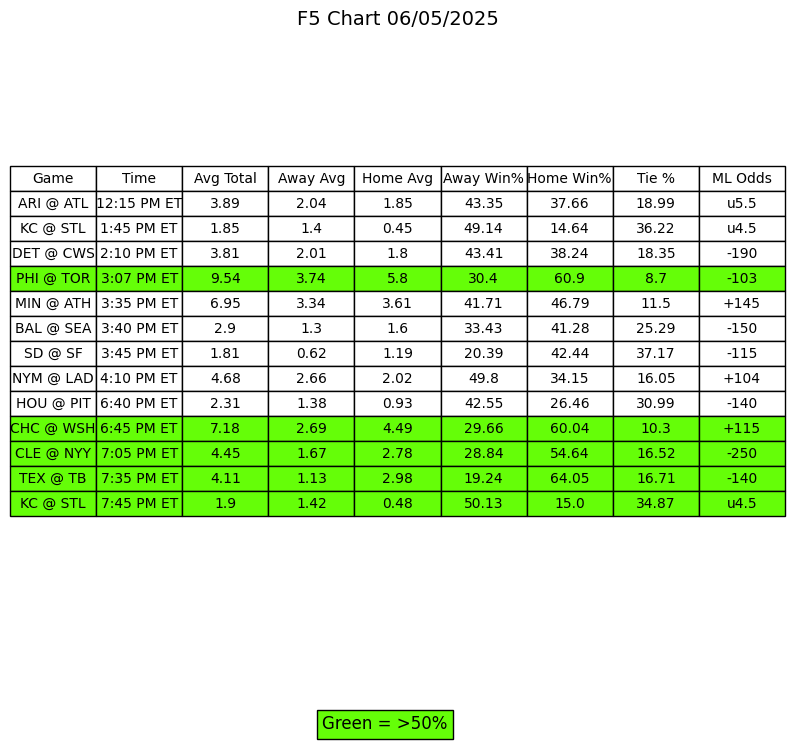 F5 Chart 06/05/2025
Game Time Avg Total Away Avg Home Avg Away Win% Home Win% Tie % ML Odds
ARI @ ATL 12:15 PM ET 3.89 2.04 1.85 43.35 37.66 18.99 u5.5
KC @ STL 1:45 PM ET 1.85 1.4 0.45 49.14 14.64 36.22 u4.5
DET @ CWS 2:10 PM ET 3.81 2.01 1.8 43.41 38.24 18.35 -190
PHI @ TOR 3:07 PM ET 9.54 3.74 5.8 30.4 60.9 8.7 -103
MIN @ ATH 3:35 PM ET 6.95 3.34 3.61 41.71 46.79 11.5 +145
BAL @ SEA 3:40 PM ET 2.9 1.3 1.6 33.43 41.28 25.29 -150
SD @ SF 3:45 PM ET 1.81 0.62 1.19 20.39 42.44 37.17 -115
NYM @ LAD 4:10 PM ET 4.68 2.66 2.02 49.8 34.15 16.05 +104
HOU @ PIT 6:40 PM ET 2.31 1.38 0.93 42.55 26.46 30.99 -140
CHC @ WSH 6:45 PM ET 7.18 2.69 4.49 29.66 60.04 10.3 +115
CLE @ NYY 7:05 PM ET 4.45 1.67 2.78 28.84 54.64 16.52 -250
TEX @ TB 7:35 PM ET 4.11 1.13 2.98 19.24 64.05 16.71 -140
KC @ STL 7:45 PM ET 1.9 1.42 0.48 50.13 15.0 34.87 u4.5
Green = >50%